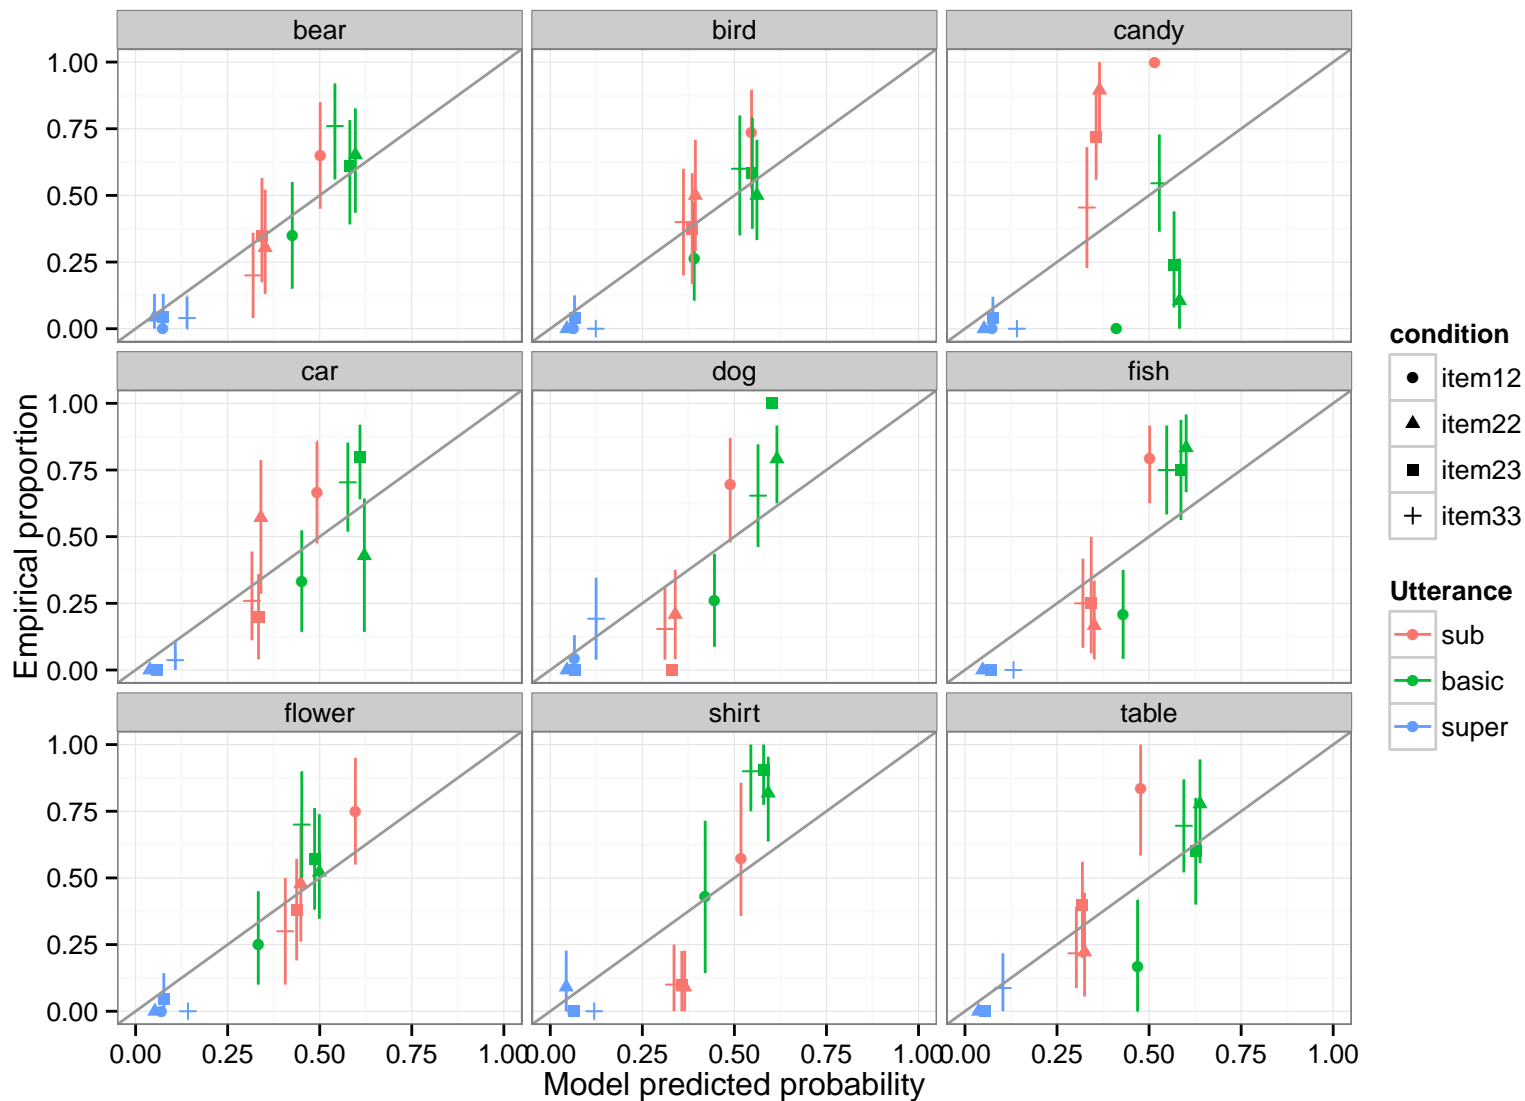 bear bird candy
1.00
0.75
0.50
0.25
0.00
car dog fish
1.00
0.75
0.50
0.25
0.00
flower shirt table
1.00
0.75
0.50
0.25
0.00
0.00 0.25 0.50 0.75 1.00 0.00 0.25 0.50 0.75 1.00 0.00 0.25 0.50 0.75 1.00
Model predicted probability
Empirical proportion
condition
item12
item22
item23
item33
Utterance
sub
basic
super